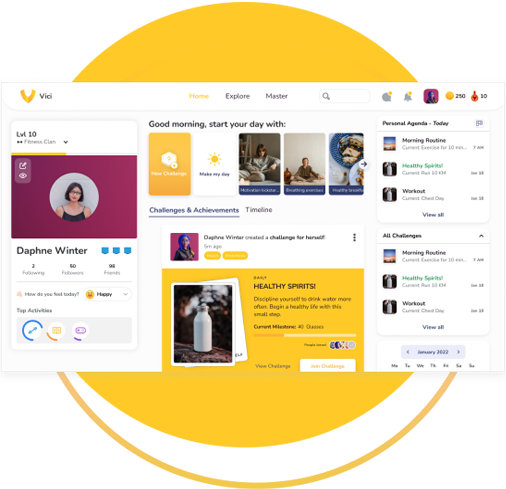 Vici
Home
Explore
Master
250
10
Lvl 10
Fitness Clan
Daphne Winter
2
Following
50
Followers
98
Friends
How do you feel today?
Happy
Top Activities
Good morning, start your day with:
New Challenge
Make my day
Motivation kickstar...
Breathing exercises
Healthy breakfa
Challenges & Achievements
Timeline
Daphne Winter created a challenge for herself!
5m ago
DAILY
HEALTHY SPIRITS!
Discipline yourself to drink water more
often. Begin a healthy life with this
small step.
Current Milestone: 40 Glasses
People joined
View Challenge
Join Challenge
Personal Agenda - Today
Morning Routine
Current Exercise for 10 min...
7 AM
Healthy Spirits!
Current: Run 10 KM
Jan 18
Workout
Current: Chest Day
Jan 18
View all
All Challenges
Morning Routine
Current Exercise for 10 min...
7 AM
Healthy Spirits!
Current: Run 10 KM
Jan 18
Workout
Current: Chest Day
Jan 18
View all
January 2022
Mo Tu We Th Fri Sa Su